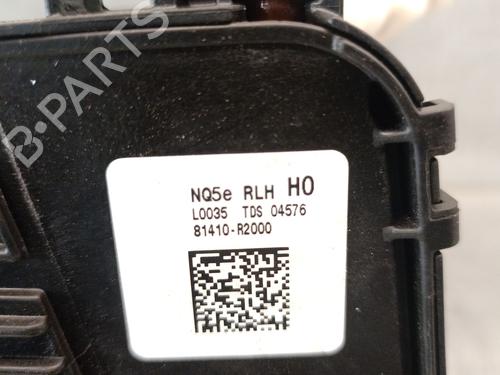 B-PARTS
NQ5e RLH H0
L0035 TDS 04576
81410-R2000